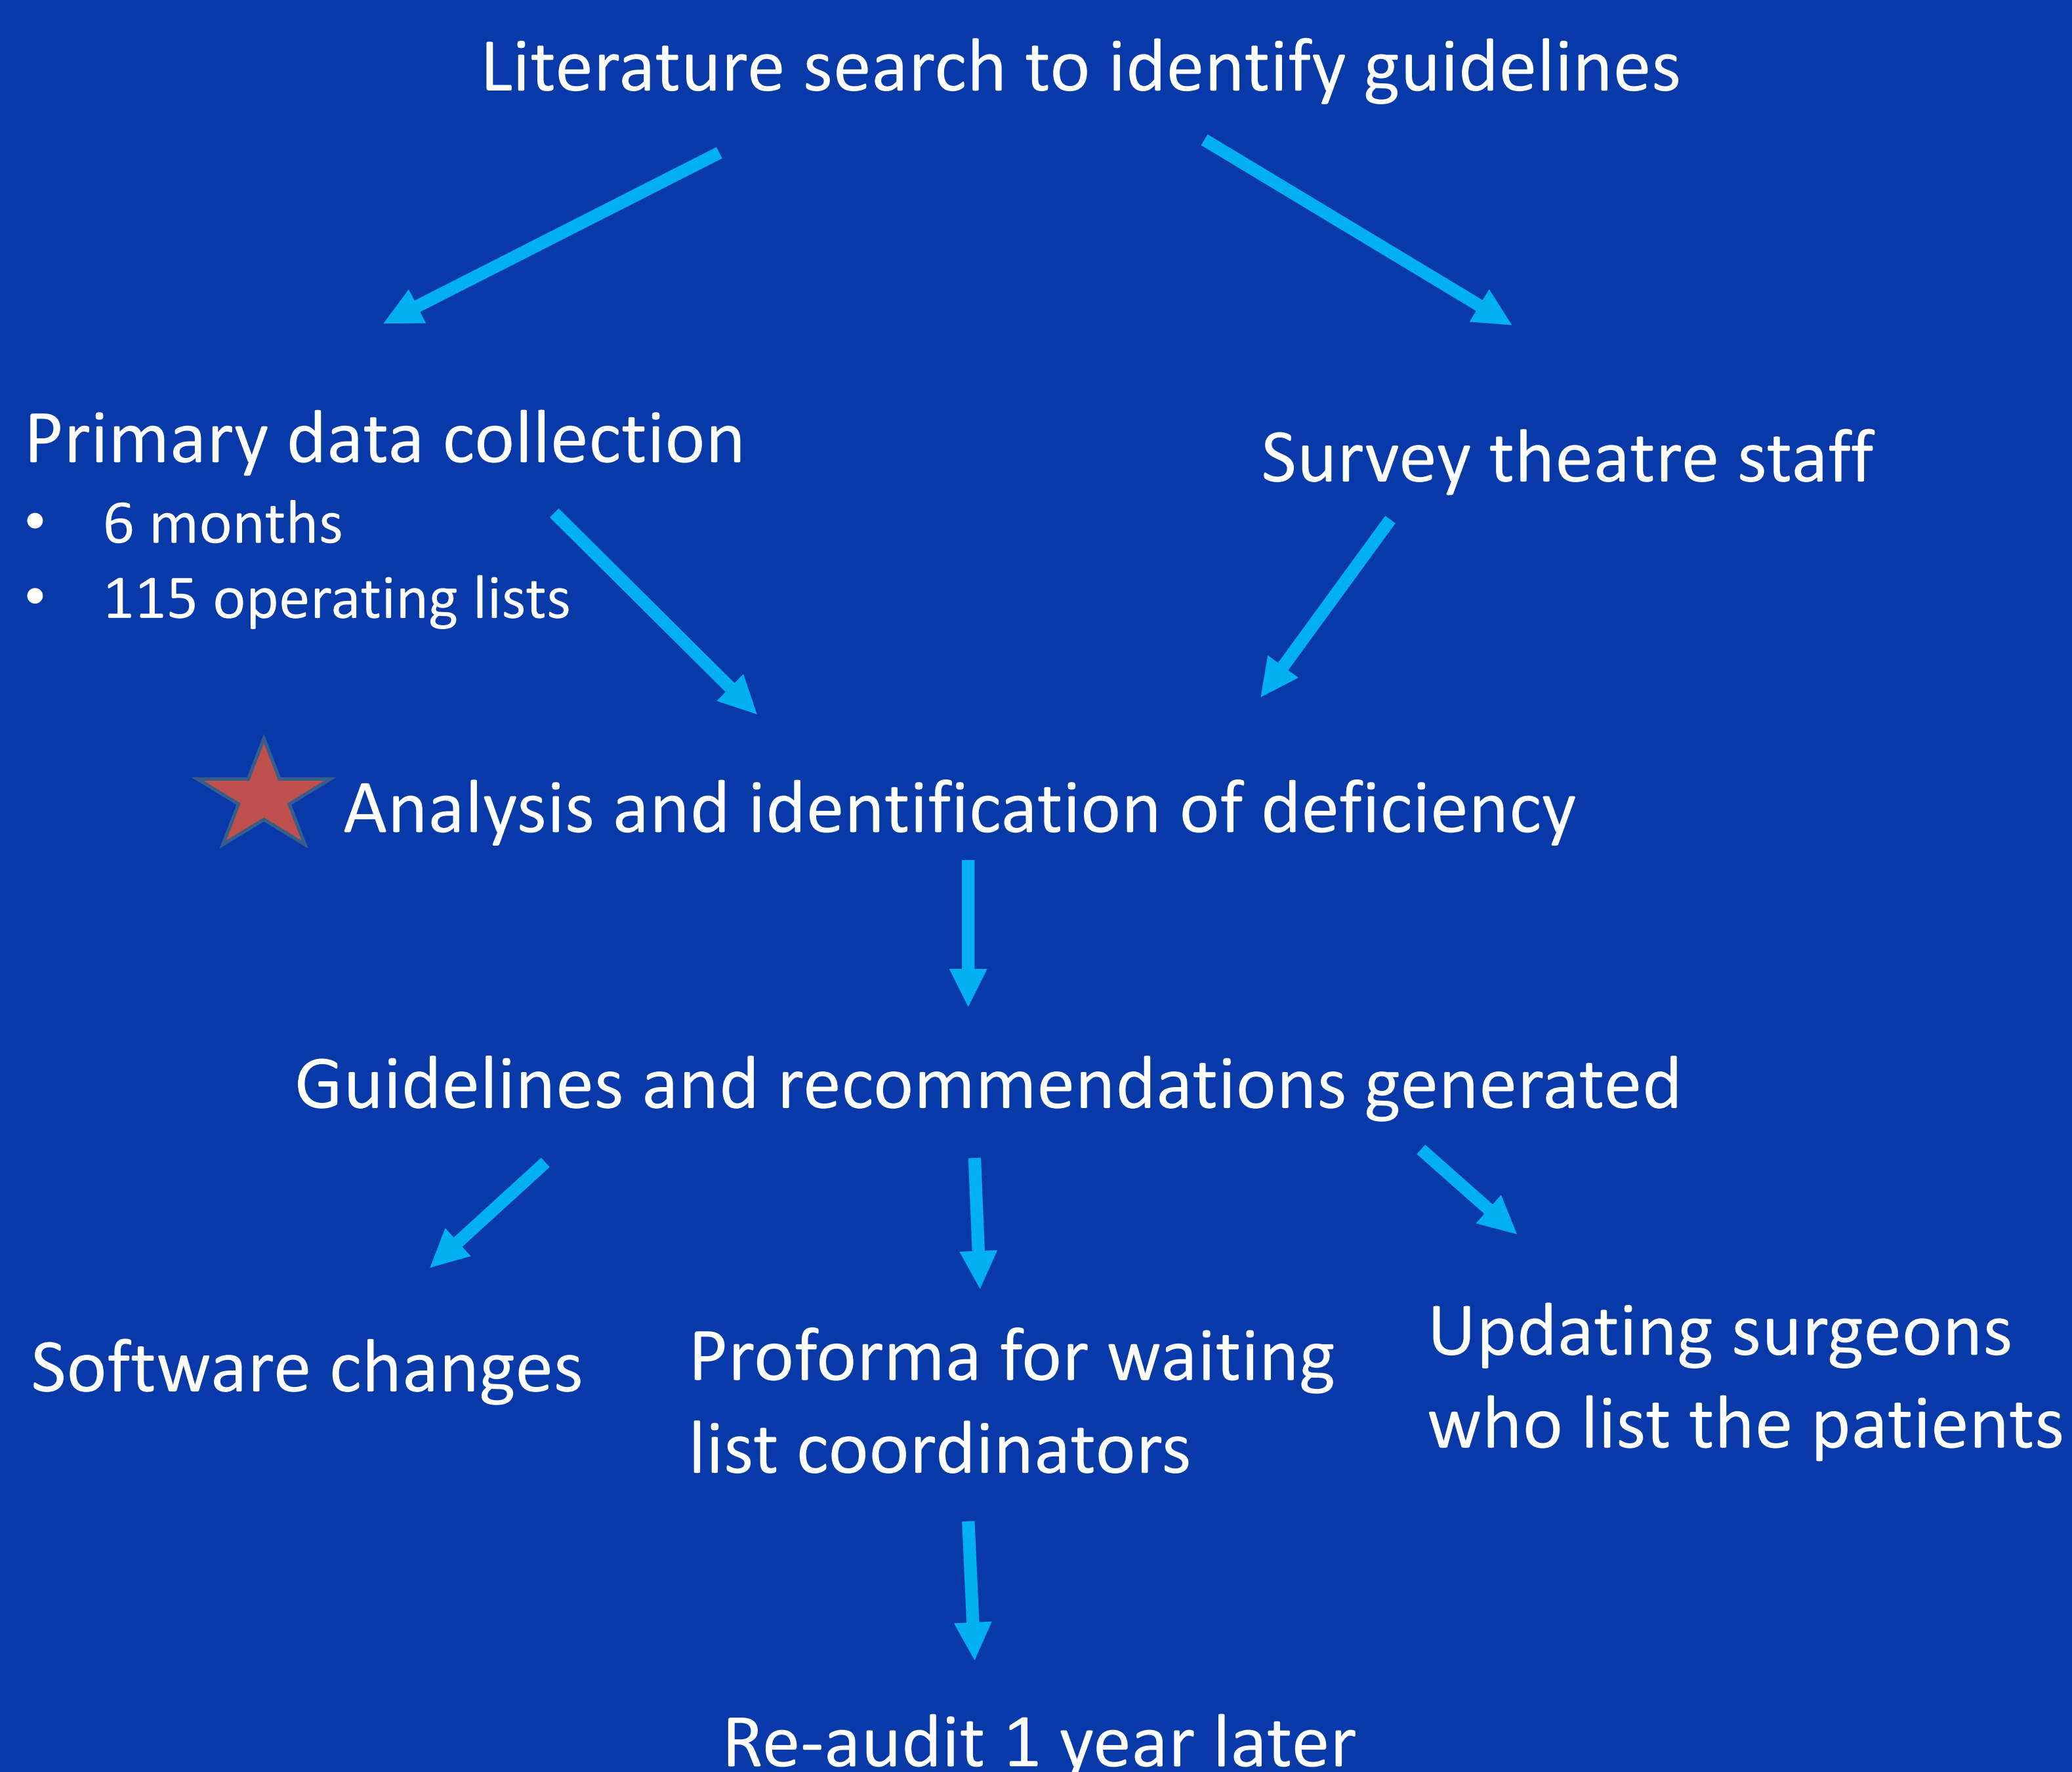 Literature search to identify guidelines
Primary data collection
• 6 months
• 115 operating lists
Survey theatre staff
Analysis and identification of deficiency
Guidelines and recommendations generated
Software changes
Proforma for waiting
list coordinators
Updating surgeons
who list the patients
Re-audit 1 year later